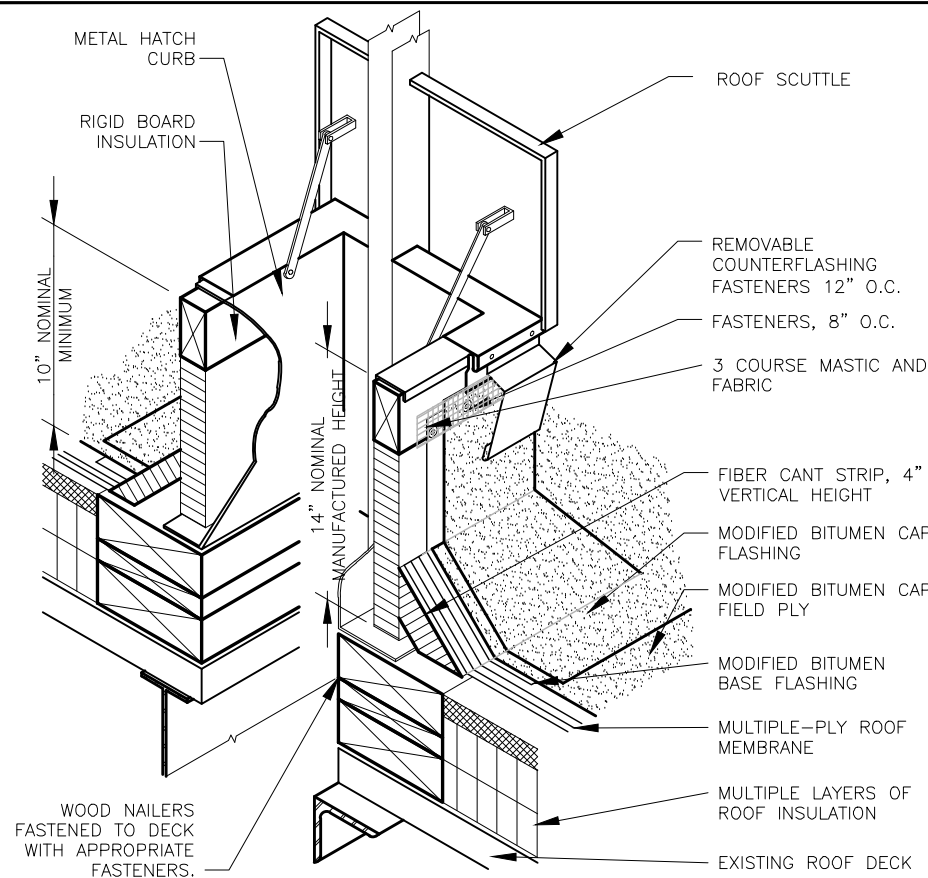 METAL HATCH
CURB
RIGID BOARD
INSULATION
10” NOMINAL
MINIMUM
14” NOMINAL
MANUFACTURED HEIGHT
WOOD NAILERS
FASTENED TO DECK
WITH APPROPRIATE
FASTENERS.
ROOF SCUTTLE
REMOVABLE
COUNTERFLASHING
FASTENERS 12” O.C.
FASTENERS, 8” O.C.
3 COURSE MASTIC AND
FABRIC
FIBER CANT STRIP, 4”
VERTICAL HEIGHT
MODIFIED BITUMEN CAP
FLASHING
MODIFIED BITUMEN CAP
FIELD PLY
MODIFIED BITUMEN
BASE FLASHING
MULTIPLE–PLY ROOF
MEMBRANE
MULTIPLE LAYERS OF
ROOF INSULATION
EXISTING ROOF DECK